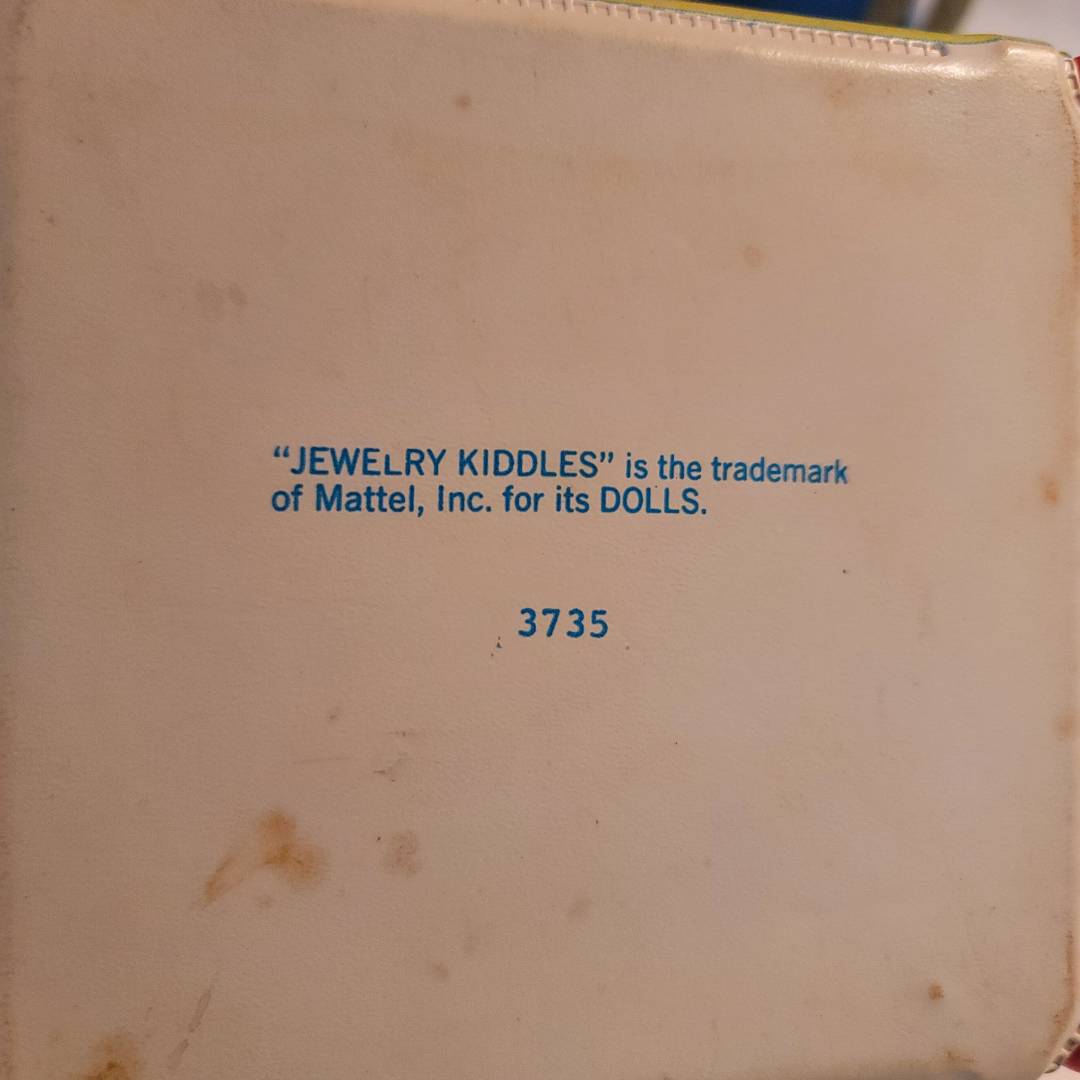 “JEWELRY KIDDLES” is the trademark
of Mattel, Inc. for its DOLLS.
3735